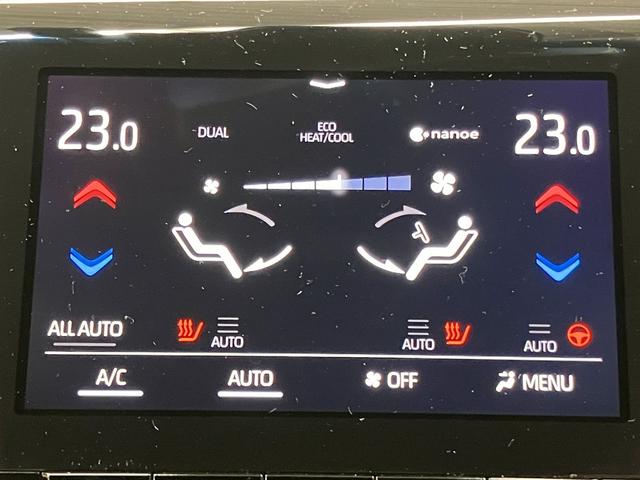 23.0 DUAL ECO HEAT/COOL nanoe 23.0
ALL AUTO AUTO AUTO AUTO
A/C AUTO OFF MENU